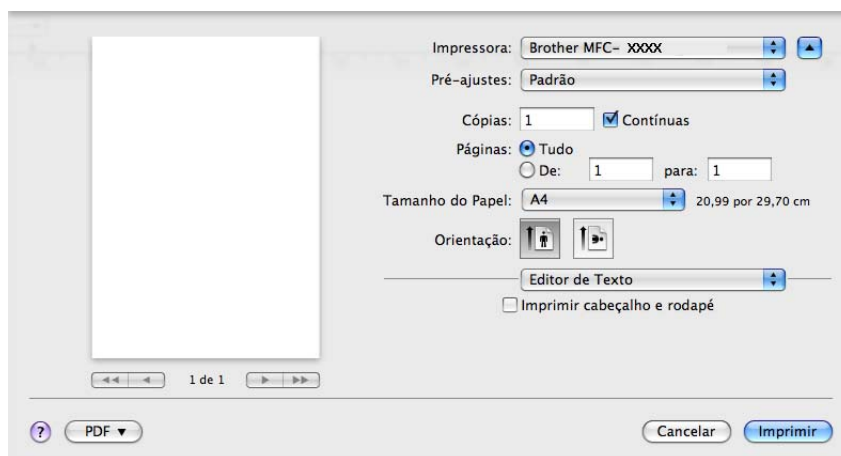 Impressora: Brother MFC- XXXX
Pré-ajustes: Padrão
Cópias: 1 Contínuas
Páginas: Tudo
De: 1 para: 1
Tamanho do Papel: A4 20,99 por 29,70 cm
Orientação:
Editor de Texto
Imprimir cabeçalho e rodapé
1 de 1
? PDF ▼ Cancelar Imprimir